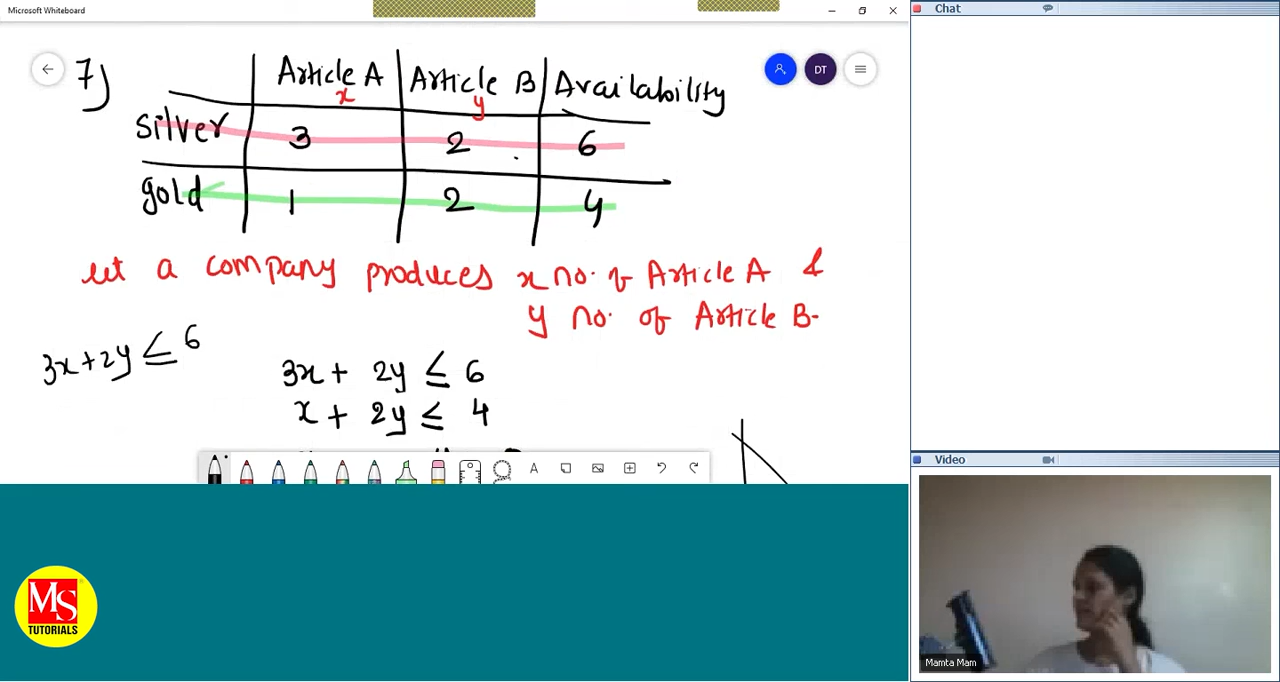 Microsoft Whiteboard
Chat
7)
Article A
Article B
Availability
x
y
silver
3
2
6
gold
1
2
4
let a company produces x no. of Article A &
y no. of Article B.
3x+2y ≤ 6
3x + 2y ≤ 6
x + 2y ≤ 4
DT
A
Video
MS
TUTORIALS
Mamta Mam